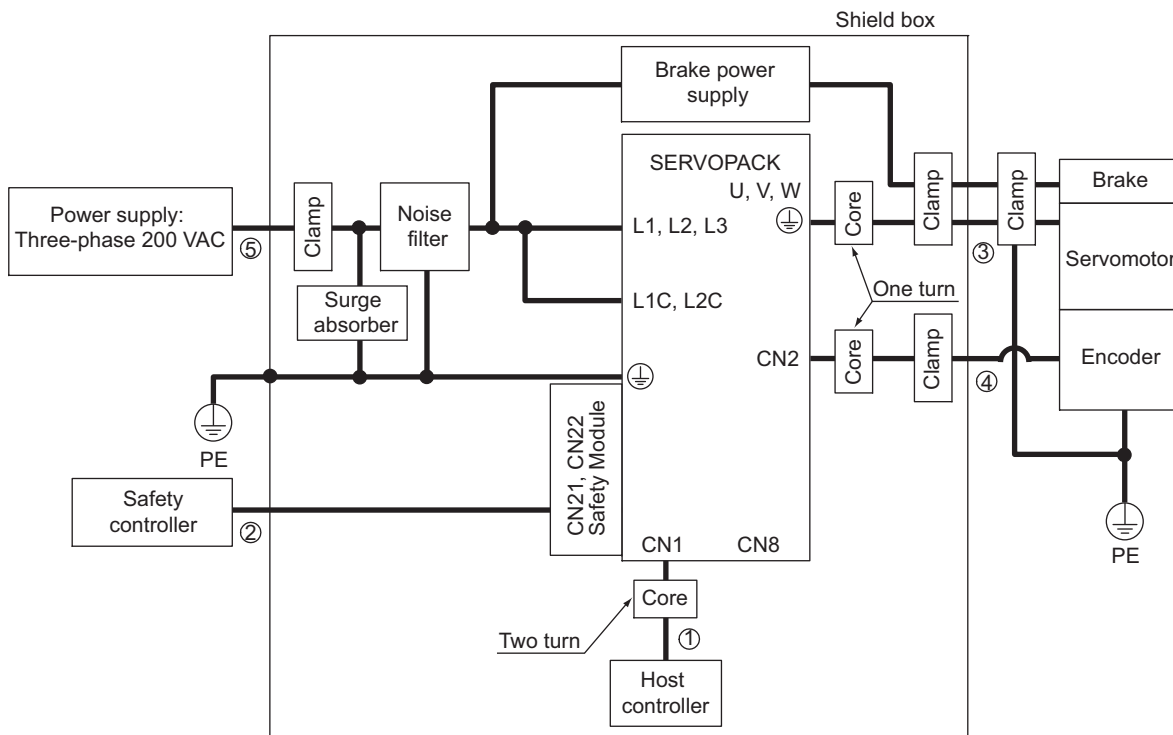 Shield box
Brake power
supply
SERVOPACK
U, V, W
Core
Clamp
Clamp
Brake
Power supply:
Three-phase 200 VAC
⑤
Clamp
Noise
filter
L1, L2, L3
③
Servomotor
Surge
absorber
L1C, L2C
One turn
CN2
Core
Clamp
④
Encoder
PE
CN21, CN22
Safety Module
Safety
controller
②
PE
CN1
CN8
Core
Two turn
①
Host
controller